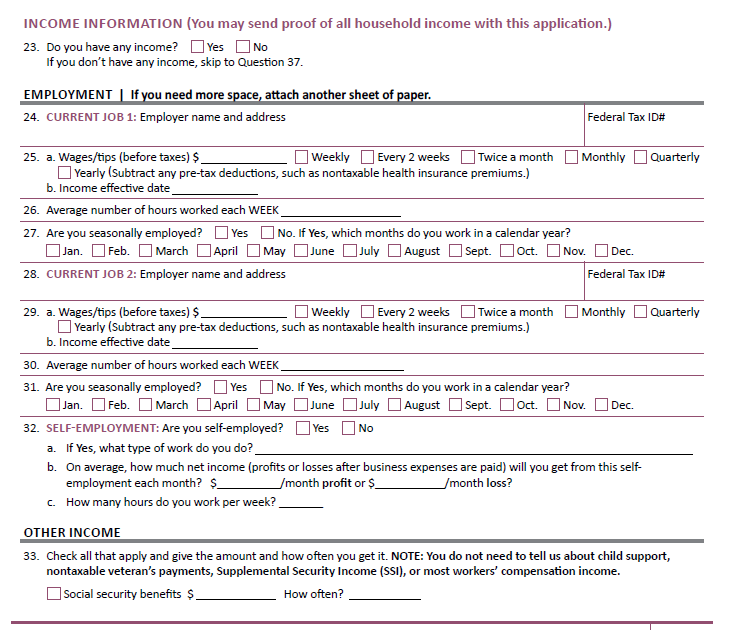 INCOME INFORMATION (You may send proof of all household income with this application.)
23. Do you have any income? Yes No
If you don't have any income, skip to Question 37.
EMPLOYMENT | If you need more space, attach another sheet of paper.
24. CURRENT JOB 1: Employer name and address Federal Tax ID#
25. a. Wages/tips (before taxes) $ Weekly Every 2 weeks Twice a month Monthly Quarterly
Yearly (Subtract any pre-tax deductions, such as nontaxable health insurance premiums.)
b. Income effective date
26. Average number of hours worked each WEEK
27. Are you seasonally employed? Yes No. If Yes, which months do you work in a calendar year?
Jan. Feb. March April May June July August Sept. Oct. Nov. Dec.
28. CURRENT JOB 2: Employer name and address Federal Tax ID#
29. a. Wages/tips (before taxes) $ Weekly Every 2 weeks Twice a month Monthly Quarterly
Yearly (Subtract any pre-tax deductions, such as nontaxable health insurance premiums.)
b. Income effective date
30. Average number of hours worked each WEEK
31. Are you seasonally employed? Yes No. If Yes, which months do you work in a calendar year?
Jan. Feb. March April May June July August Sept. Oct. Nov. Dec.
32. SELF-EMPLOYMENT: Are you self-employed? Yes No
a. If Yes, what type of work do you do?
b. On average, how much net income (profits or losses after business expenses are paid) will you get from this self-
employment each month? $ /month profit or $ /month loss?
c. How many hours do you work per week?
OTHER INCOME
33. Check all that apply and give the amount and how often you get it. NOTE: You do not need to tell us about child support,
nontaxable veteran's payments, Supplemental Security Income (SSI), or most workers' compensation income.
Social security benefits $ How often?